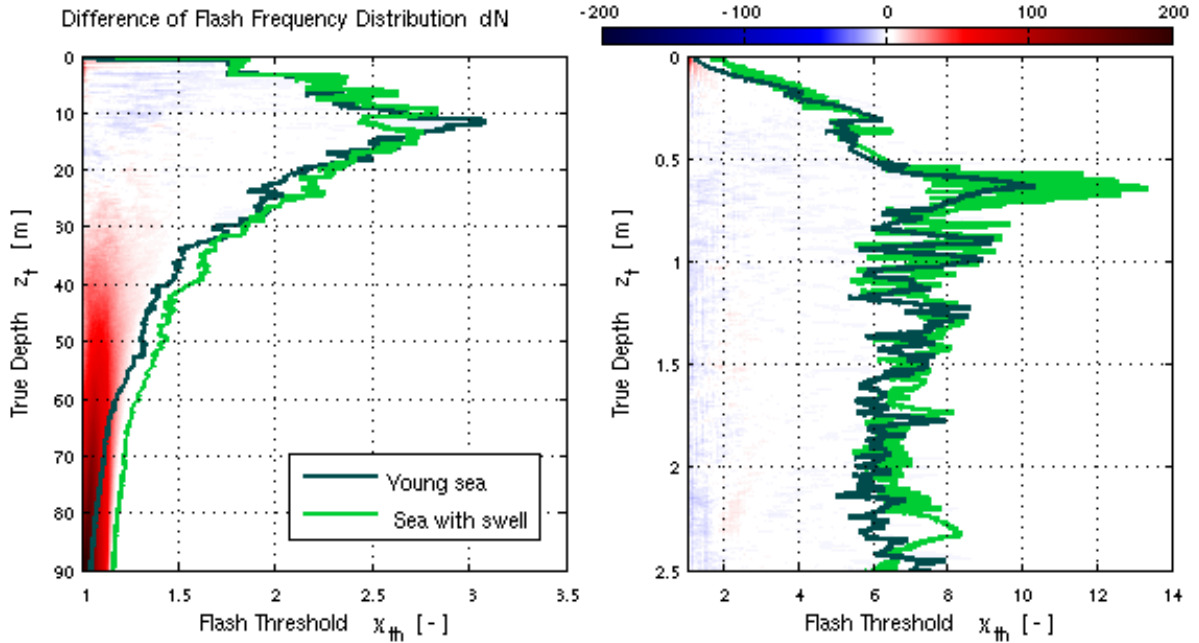 Difference of Flash Frequency Distribution dN
-200 -100 0 100 200
0
10
20
30
40
50
60
70
80
90
True Depth z_t [m]
1 1.5 2 2.5 3 3.5
Flash Threshold χ_th [-]
Young sea
Sea with swell
0
0.5
1
1.5
2
2.5
True Depth z_t [m]
2 4 6 8 10 12 14
Flash Threshold χ_th [-]